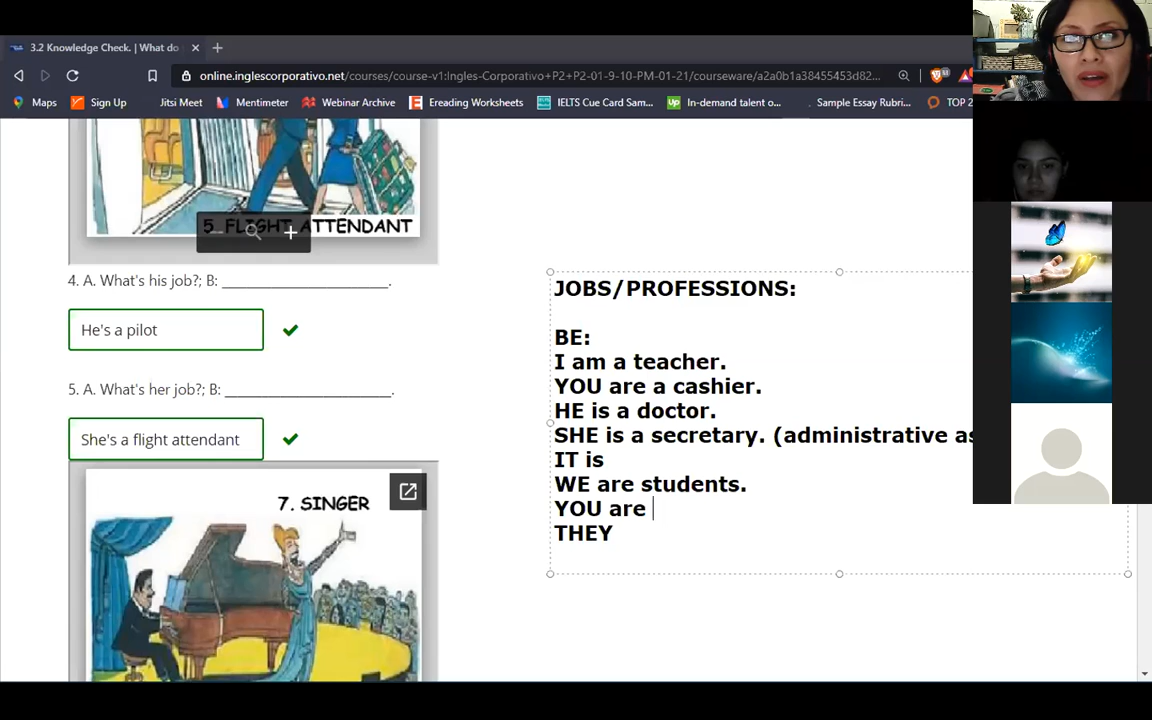 3.2 Knowledge Check. | What do
online.inglescorporativo.net/courses/course-v1:Ingles-Corporativo+P2+P2-01-9-10-PM-01-21/courseware/a2a0b1a38455453d82...
Maps
Sign Up
Jitsi Meet
Mentimeter
Webinar Archive
Ereading Worksheets
IELTS Cue Card Sam...
In-demand talent o...
Sample Essay Rubri...
TOP 2
5. FLIGHT ATTENDANT
4. A. What's his job?; B: ______________________.
He's a pilot
5. A. What's her job?; B: ______________________.
She's a flight attendant
7. SINGER
JOBS/PROFESSIONS:
BE:
I am a teacher.
YOU are a cashier.
HE is a doctor.
SHE is a secretary. (administrative as
IT is
WE are students.
YOU are
THEY